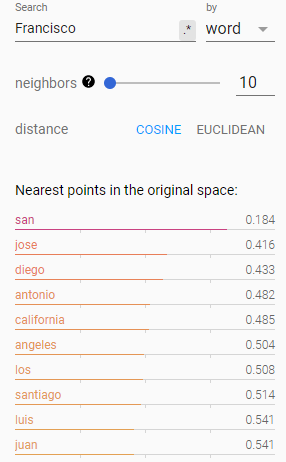 Search by
Francisco .* word
neighbors ? 10
distance COSINE EUCLIDEAN
Nearest points in the original space:
san 0.184
jose 0.416
diego 0.433
antonio 0.482
california 0.485
angeles 0.504
los 0.508
santiago 0.514
luis 0.541
juan 0.541